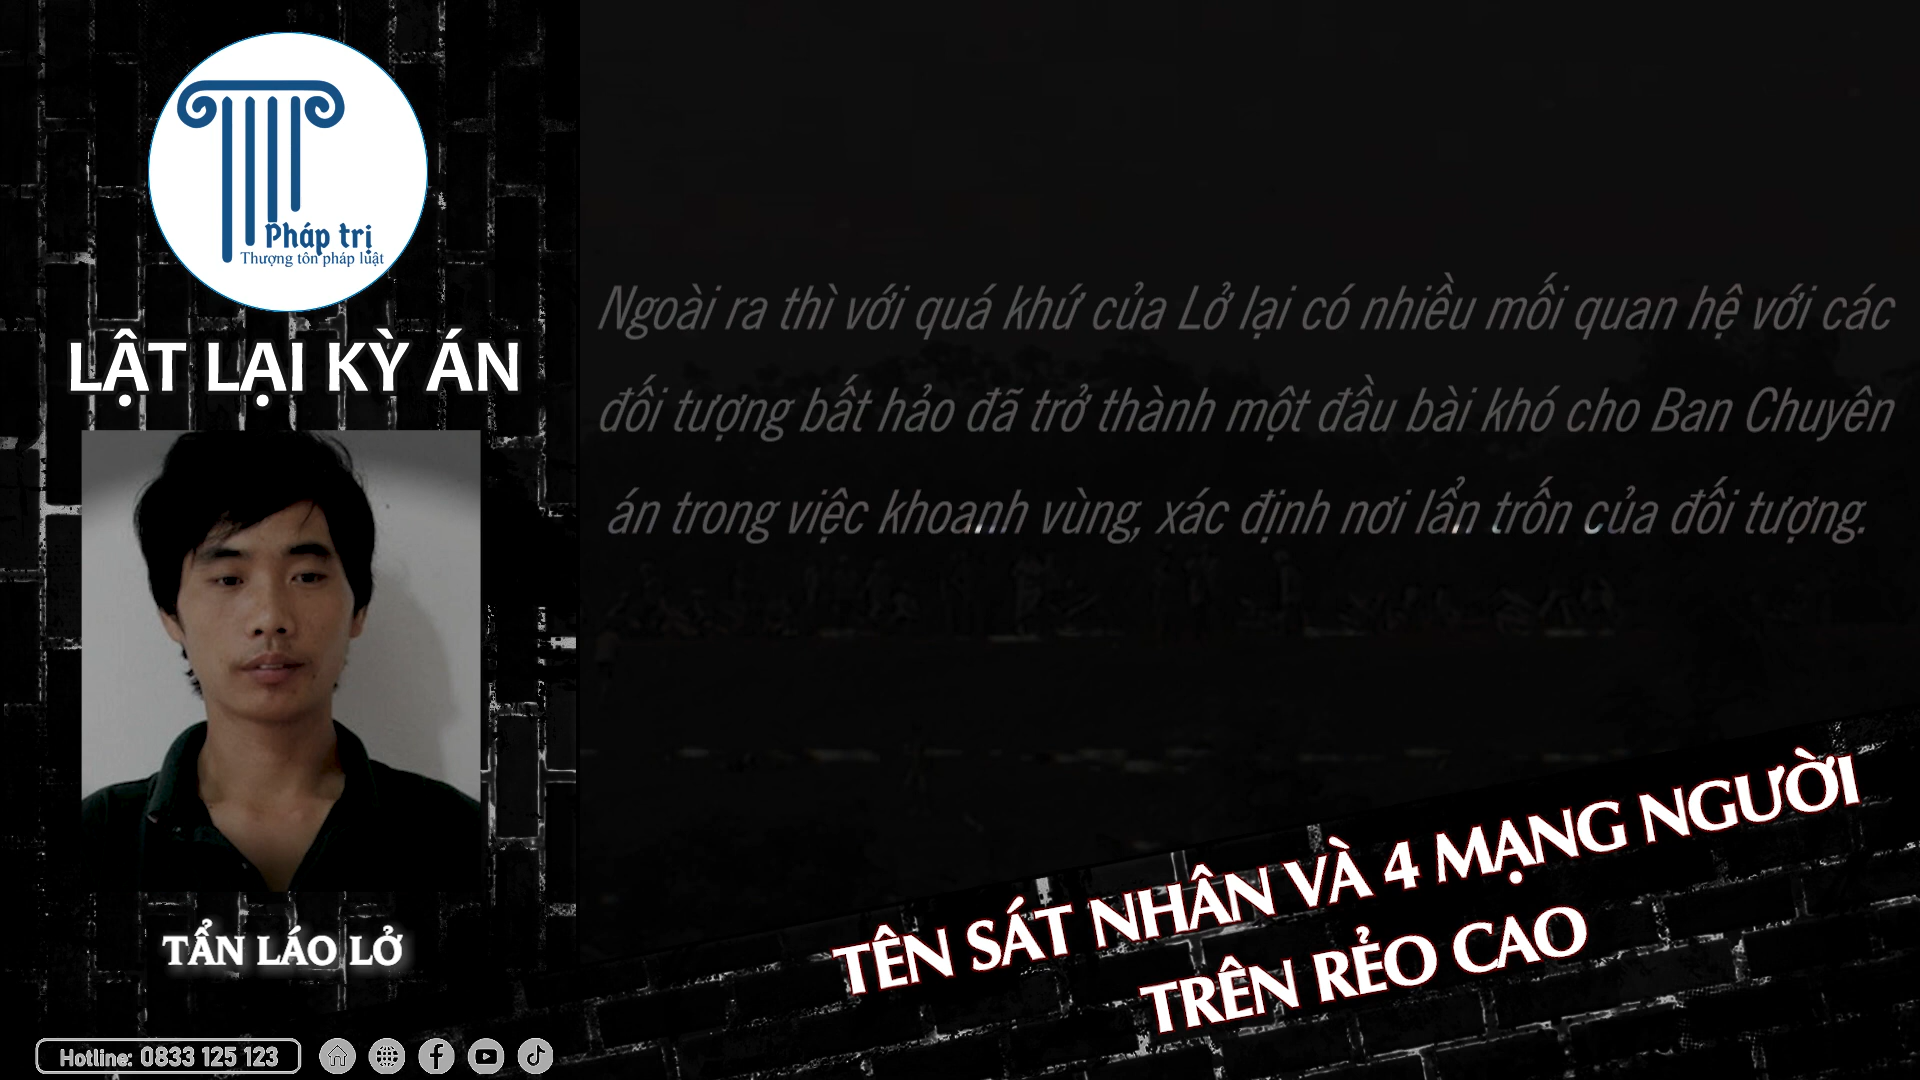 Pháp trị
Thượng tôn pháp luật
LẬT LẠI KỲ ÁN
TẨN LÁO LỞ
Hotline: 0833 125 123
Ngoài ra thì với quá khứ của Lở lại có nhiều mối quan hệ với các
đối tượng bất hảo đã trở thành một đầu bài khó cho Ban Chuyên
án trong việc khoanh vùng, xác định nơi lẩn trốn của đối tượng.
TÊN SÁT NHÂN VÀ 4 MẠNG NGƯỜI
TRÊN RẺO CAO